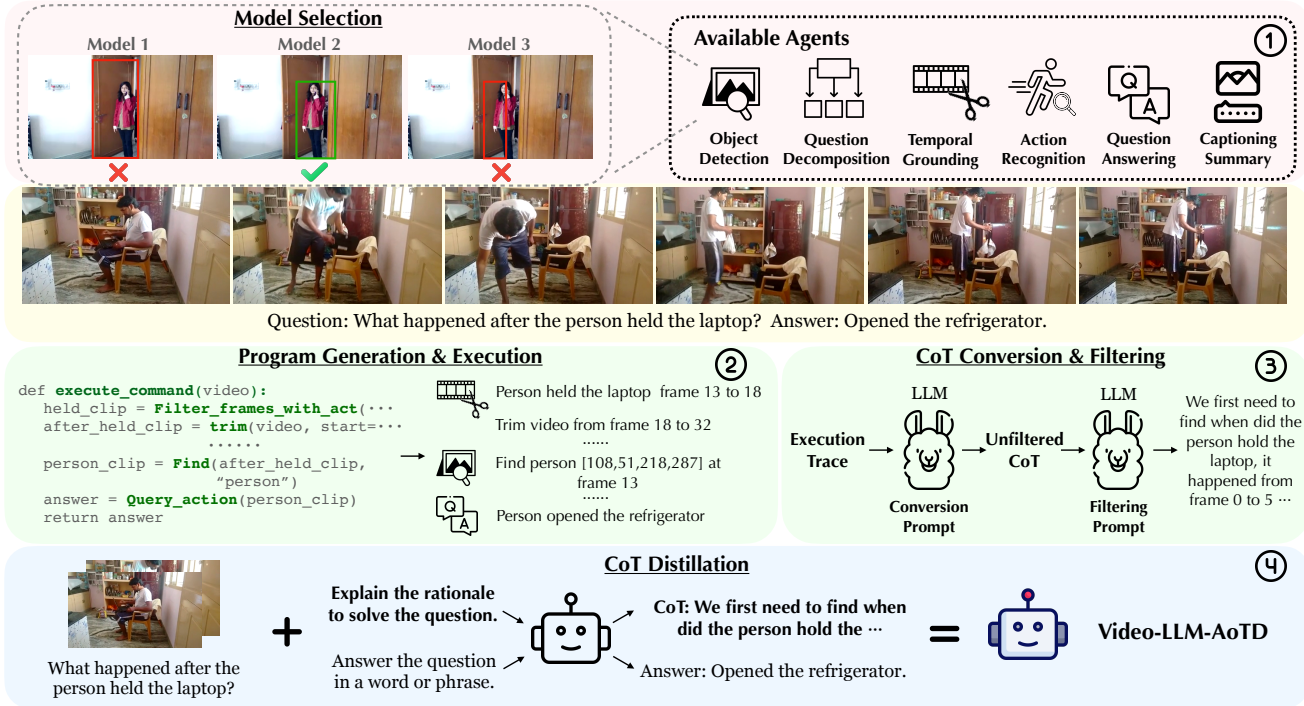 Model Selection
Model 1
Model 2
Model 3
Available Agents
1
Object
Detection
Question
Decomposition
Temporal
Grounding
Action
Recognition
Q
A
Question
Answering
Captioning
Summary
Question: What happened after the person held the laptop?  Answer: Opened the refrigerator.
Program Generation & Execution
2
def execute_command(video):
held_clip = Filter_frames_with_act(···
after_held_clip = trim(video, start=···
······
person_clip = Find(after_held_clip,
“person”)
answer = Query_action(person_clip)
return answer
Person held the laptop  frame 13 to 18
Trim video from frame 18 to 32
······
Find person [108,51,218,287] at
frame 13
······
Q
A
Person opened the refrigerator
CoT Conversion & Filtering
3
Execution
Trace
LLM
Conversion
Prompt
Unfiltered
CoT
LLM
Filtering
Prompt
We first need to
find when did the
person hold the
laptop, it
happened from
frame 0 to 5 ···
CoT Distillation
4
What happened after the
person held the laptop?
+
Explain the rationale
to solve the question.
Answer the question
in a word or phrase.
CoT: We first need to find when
did the person hold the ···
Answer: Opened the refrigerator.
=
Video-LLM-AoTD